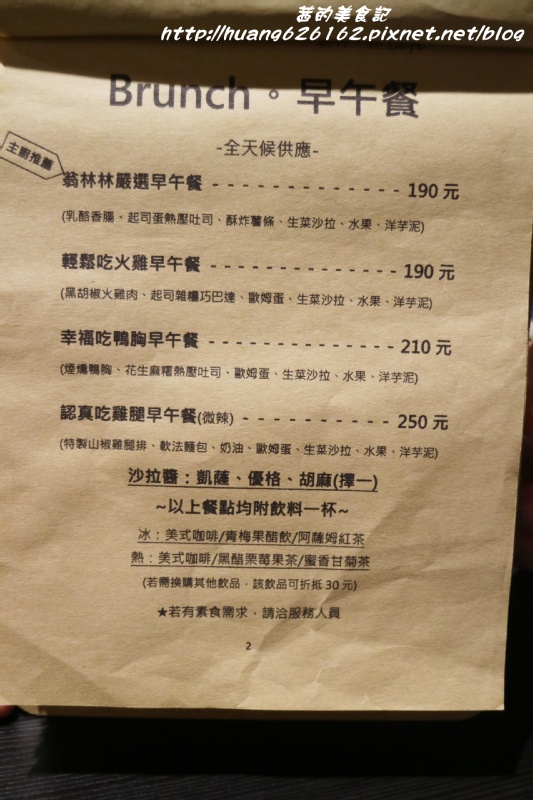 茜的美食記
http://huang626162.pixnet.net/blog
Brunch。早午餐
-全天候供應-
主廚推薦
翁林林嚴選早午餐 - - - - - - - - - - - - - 190 元
(乳酪香腸、起司蛋熱壓吐司、酥炸薯條、生菜沙拉、水果、洋芋泥)
輕鬆吃火雞早午餐 - - - - - - - - - - - - - 190 元
(黑胡椒火雞肉、起司雜糧巧巴達、歐姆蛋、生菜沙拉、水果、洋芋泥)
幸福吃鴨胸早午餐 - - - - - - - - - - - - - 210 元
(煙燻鴨胸、花生麻糬熱壓吐司、歐姆蛋、生菜沙拉、水果、洋芋泥)
認真吃雞腿早午餐(微辣) - - - - - - - - - - 250 元
(特製山椒雞腿排、軟法麵包、奶油、歐姆蛋、生菜沙拉、水果、洋芋泥)
沙拉醬：凱薩、優格、胡麻(擇一)
~以上餐點均附飲料一杯~
冰：美式咖啡/青梅果醋飲/阿薩姆紅茶
熱：美式咖啡/黑醋栗莓果茶/蜜香甘菊茶
(若需換購其他飲品，該飲品可折抵 30 元)
★若有素食需求，請洽服務人員
2